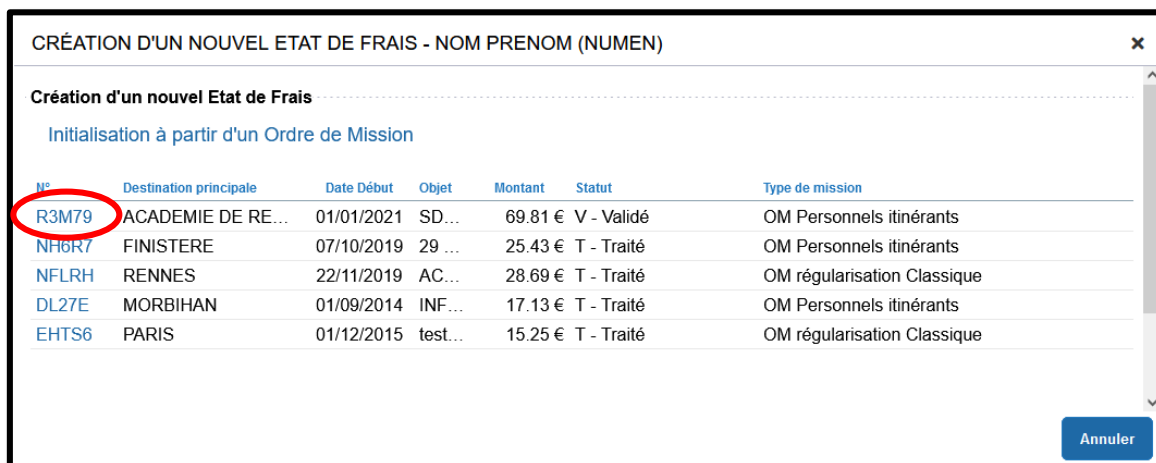 CRÉATION D'UN NOUVEL ETAT DE FRAIS - NOM PRENOM (NUMEN) ×
Création d'un nouvel Etat de Frais
Initialisation à partir d'un Ordre de Mission
N° Destination principale Date Début Objet Montant Statut Type de mission
R3M79 ACADEMIE DE RE... 01/01/2021 SD... 69.81 € V - Validé OM Personnels itinérants
NH6R7 FINISTERE 07/10/2019 29 ... 25.43 € T - Traité OM Personnels itinérants
NFLRH RENNES 22/11/2019 AC... 28.69 € T - Traité OM régularisation Classique
DL27E MORBIHAN 01/09/2014 INF... 17.13 € T - Traité OM Personnels itinérants
EHTS6 PARIS 01/12/2015 test... 15.25 € T - Traité OM régularisation Classique
Annuler